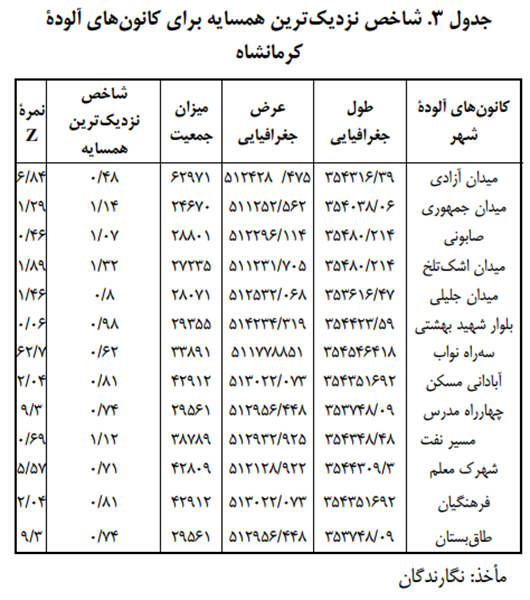 جدول ۳. شاخص نزدیک‌ترین همسایه برای کانون‌های آلودۀ
کرمانشاه
کانون‌های آلودۀ شهر | طول جغرافیایی | عرض جغرافیایی | میزان جمعیت | شاخص نزدیک‌ترین همسایه | نمرۀ Z
میدان آزادی | ۳۵۴۳۱۶/۳۹ | ۵۱۲۴۲۸ /۴۷۵ | ۶۲۹۷۱ | ۰/۴۸ | ۶/۸۴
میدان جمهوری | ۳۵۴۰۳۸/۰۶ | ۵۱۱۲۵۲/۵۶۲ | ۲۴۶۷۰ | ۱/۱۴ | ۱/۲۹
صابونی | ۳۵۴۸۰/۲۱۴ | ۵۱۲۲۹۶/۱۱۴ | ۲۸۸۰۱ | ۱/۰۷ | ۰/۴۶
میدان اشک‌تلخ | ۳۵۴۸۰/۲۱۴ | ۵۱۱۲۳۱/۷۰۵ | ۲۷۲۳۵ | ۱/۳۲ | ۱/۸۹
میدان جلیلی | ۳۵۳۶۱۶/۴۷ | ۵۱۲۵۳۲/۰۶۸ | ۲۸۰۷۱ | ۰/۸ | ۱/۴۶
بلوار شهید بهشتی | ۳۵۴۴۲۳/۵۹ | ۵۱۴۲۳۴/۳۱۹ | ۲۹۳۵۵ | ۰/۹۸ | ۰/۰۶
سه‌راه نواب | ۳۵۴۵۴۶۴۱۸ | ۵۱۱۷۷۸۸۵۱ | ۳۳۸۹۱ | ۰/۶۲ | ۶۲/۷
آبادانی مسکن | ۳۵۴۳۵۱۶۹۲ | ۵۱۳۰۲۲/۰۷۳ | ۴۲۹۱۲ | ۰/۸۱ | ۲/۰۴
چهارراه مدرس | ۳۵۳۷۴۸/۰۹ | ۵۱۲۹۵۶/۴۴۸ | ۲۹۵۶۱ | ۰/۷۴ | ۹/۳
مسیر نفت | ۳۵۴۳۴۸/۴۸ | ۵۱۲۹۳۲/۹۲۵ | ۳۸۷۸۹ | ۱/۱۲ | ۰/۶۹
شهرک معلم | ۳۵۴۴۳۰۹/۳ | ۵۱۲۱۲۸/۹۲۲ | ۴۲۸۰۹ | ۰/۷۱ | ۵/۵۷
فرهنگیان | ۳۵۴۳۵۱۶۹۲ | ۵۱۳۰۲۲/۰۷۳ | ۴۲۹۱۲ | ۰/۸۱ | ۲/۰۴
طاق‌بستان | ۳۵۳۷۴۸/۰۹ | ۵۱۲۹۵۶/۴۴۸ | ۲۹۵۶۱ | ۰/۷۴ | ۹/۳
مأخذ: نگارندگان